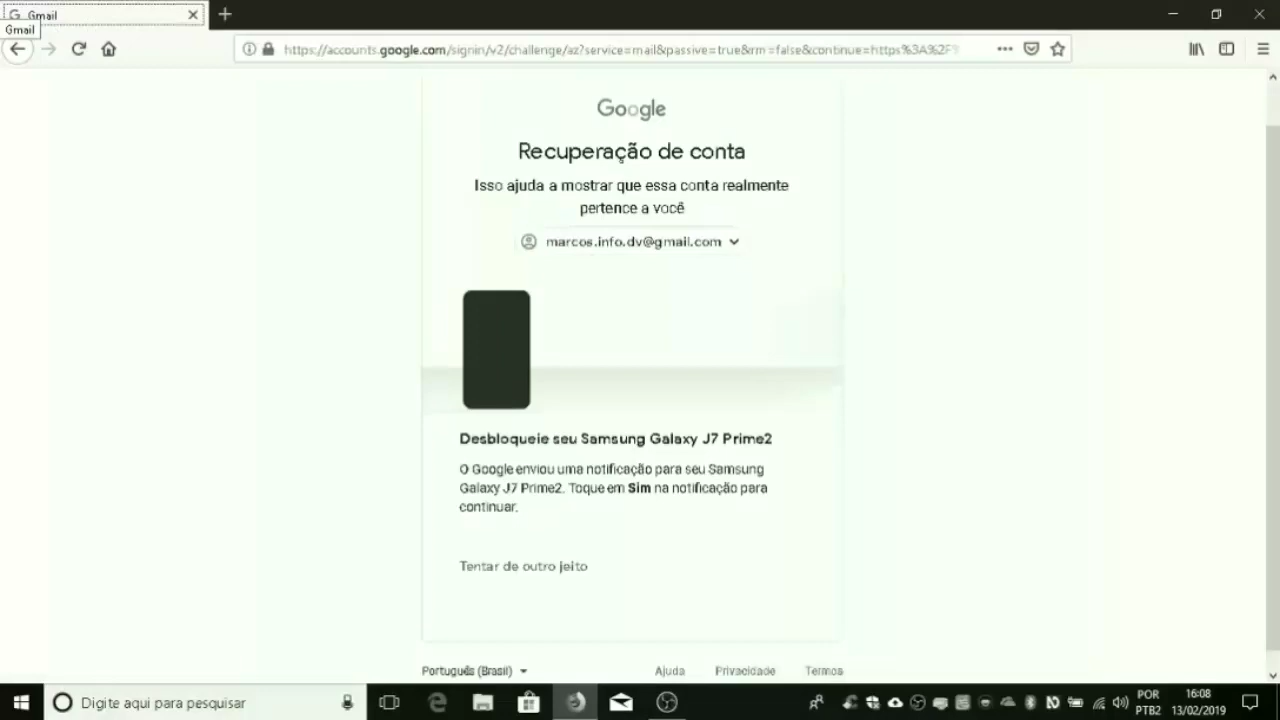 Gmail
Gmail
https://accounts.google.com/signin/v2/challenge/az?service=mail&passive=true&rm=false&continue=https%3A%2F%
Google
Recuperação de conta
Isso ajuda a mostrar que essa conta realmente
pertence a você
marcos.info.dv@gmail.com
Desbloqueie seu Samsung Galaxy J7 Prime2
O Google enviou uma notificação para seu Samsung
Galaxy J7 Prime2. Toque em Sim na notificação para
continuar.
Tentar de outro jeito
Português (Brasil)
Ajuda
Privacidade
Termos
Digite aqui para pesquisar
POR
PTB2
16:08
13/02/2019